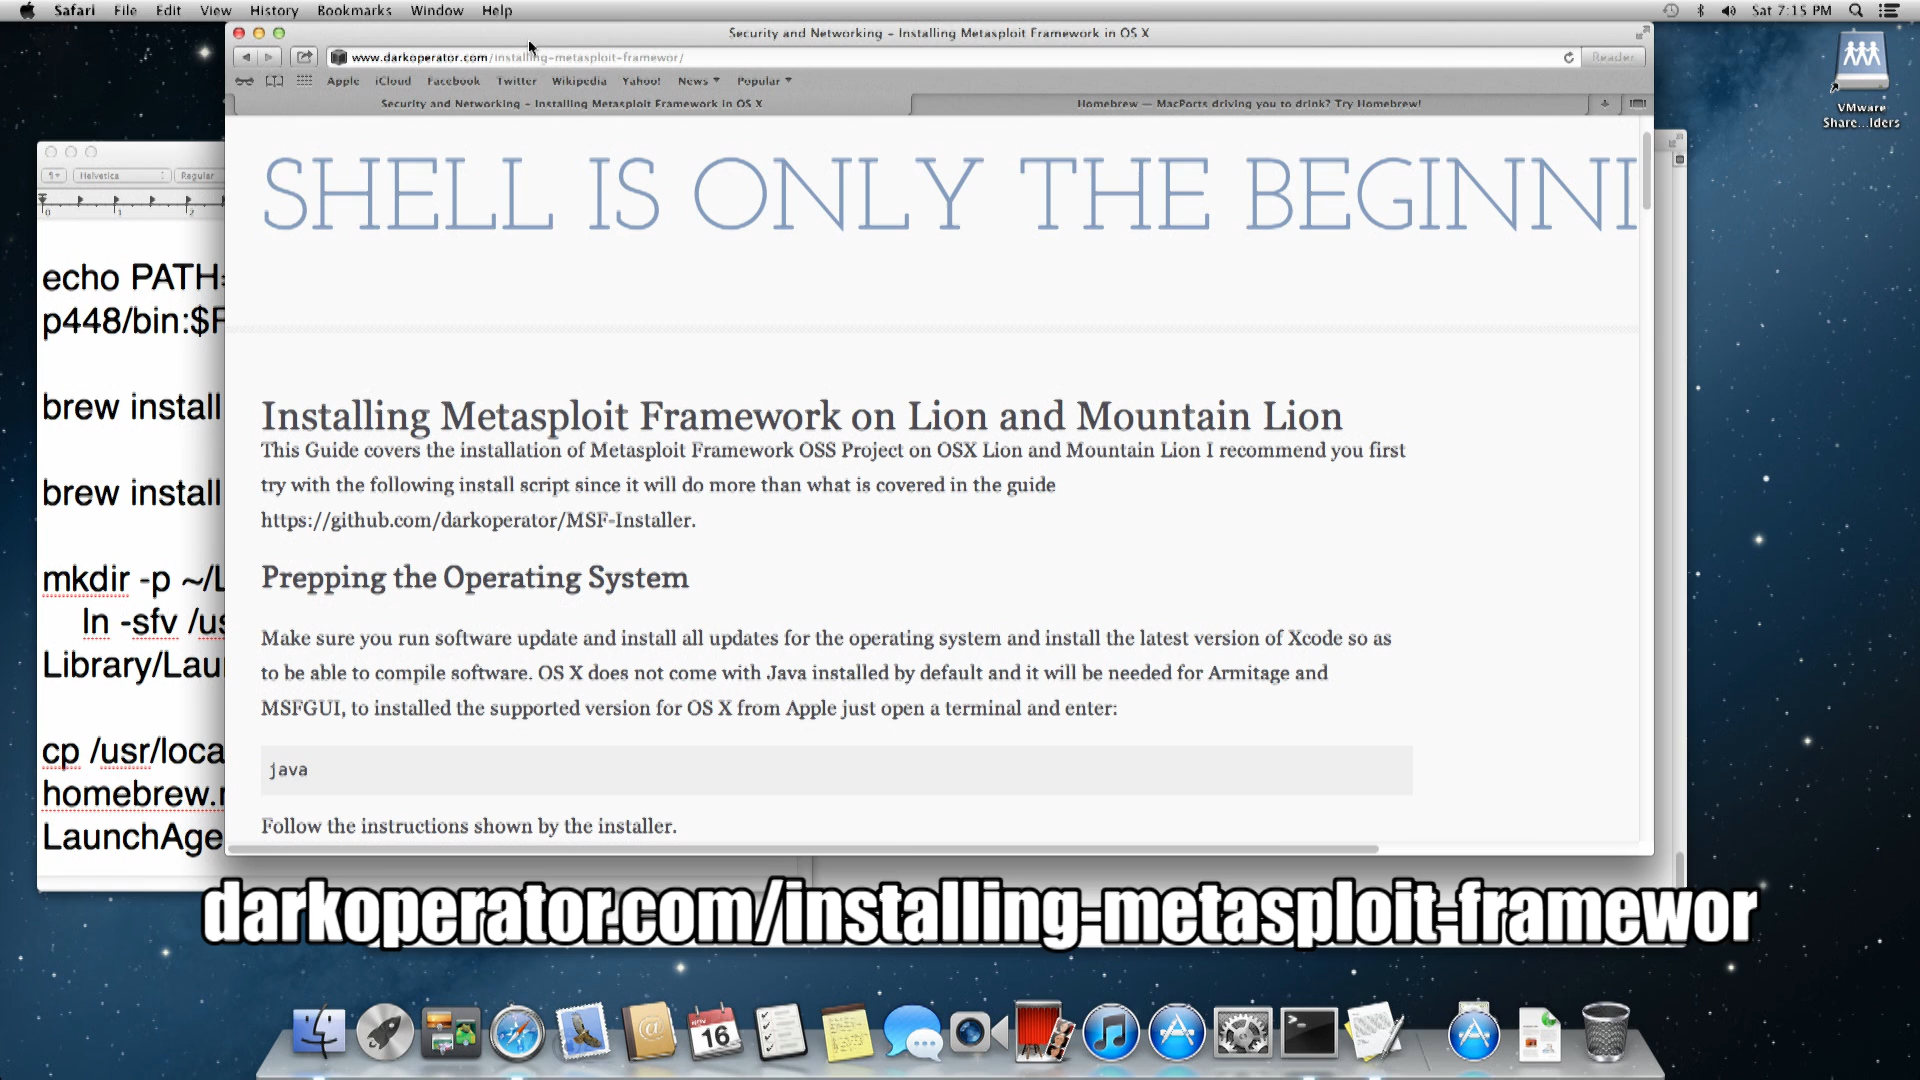 Safari File Edit View History Bookmarks Window Help Sat 7:15 PM
Security and Networking - Installing Metasploit Framework in OS X
www.darkoperator.com/installing-metasploit-framewor/ Reader
Apple iCloud Facebook Twitter Wikipedia Yahoo! News Popular
Security and Networking - Installing Metasploit Framework in OS X Homebrew — MacPorts driving you to drink? Try Homebrew!
VMware
Share...lders
Helvetica Regular
0 1 2
SHELL IS ONLY THE BEGINNI
echo PATH=
p448/bin:$P
brew install
brew install
mkdir -p ~/L
ln -sfv /us
Library/Lau
cp /usr/loca
homebrew.
LaunchAge
Installing Metasploit Framework on Lion and Mountain Lion
This Guide covers the installation of Metasploit Framework OSS Project on OSX Lion and Mountain Lion I recommend you first
try with the following install script since it will do more than what is covered in the guide
https://github.com/darkoperator/MSF-Installer.
Prepping the Operating System
Make sure you run software update and install all updates for the operating system and install the latest version of Xcode so as
to be able to compile software. OS X does not come with Java installed by default and it will be needed for Armitage and
MSFGUI, to installed the supported version for OS X from Apple just open a terminal and enter:
java
Follow the instructions shown by the installer.
darkoperator.com/installing-metasploit-framewor
NOV
16